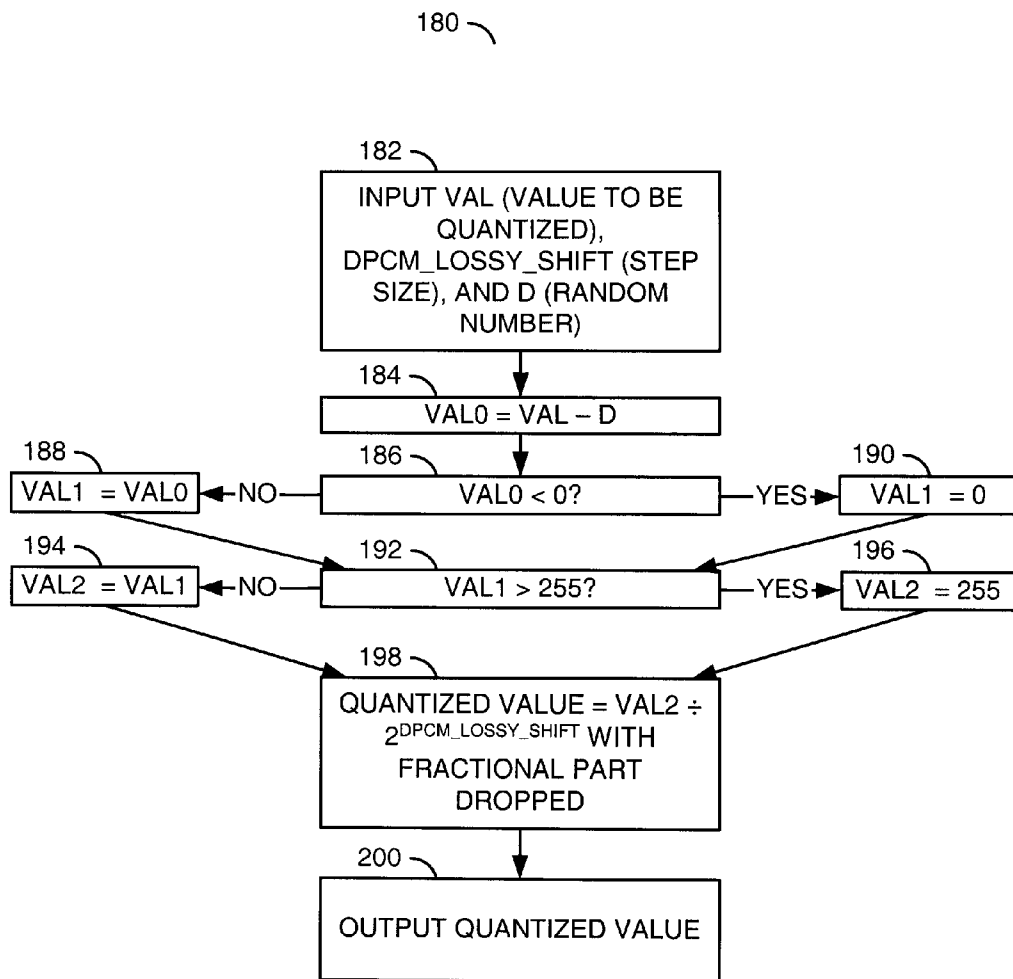 180
182
INPUT VAL (VALUE TO BE
QUANTIZED),
DPCM_LOSSY_SHIFT (STEP
SIZE), AND D (RANDOM
NUMBER)
184
VAL0 = VAL – D
186
VAL0 < 0?
188
VAL1 = VAL0
NO
YES
190
VAL1 = 0
192
VAL1 > 255?
194
VAL2 = VAL1
NO
YES
196
VAL2 = 255
198
QUANTIZED VALUE = VAL2 ÷
2^DPCM_LOSSY_SHIFT WITH
FRACTIONAL PART
DROPPED
200
OUTPUT QUANTIZED VALUE